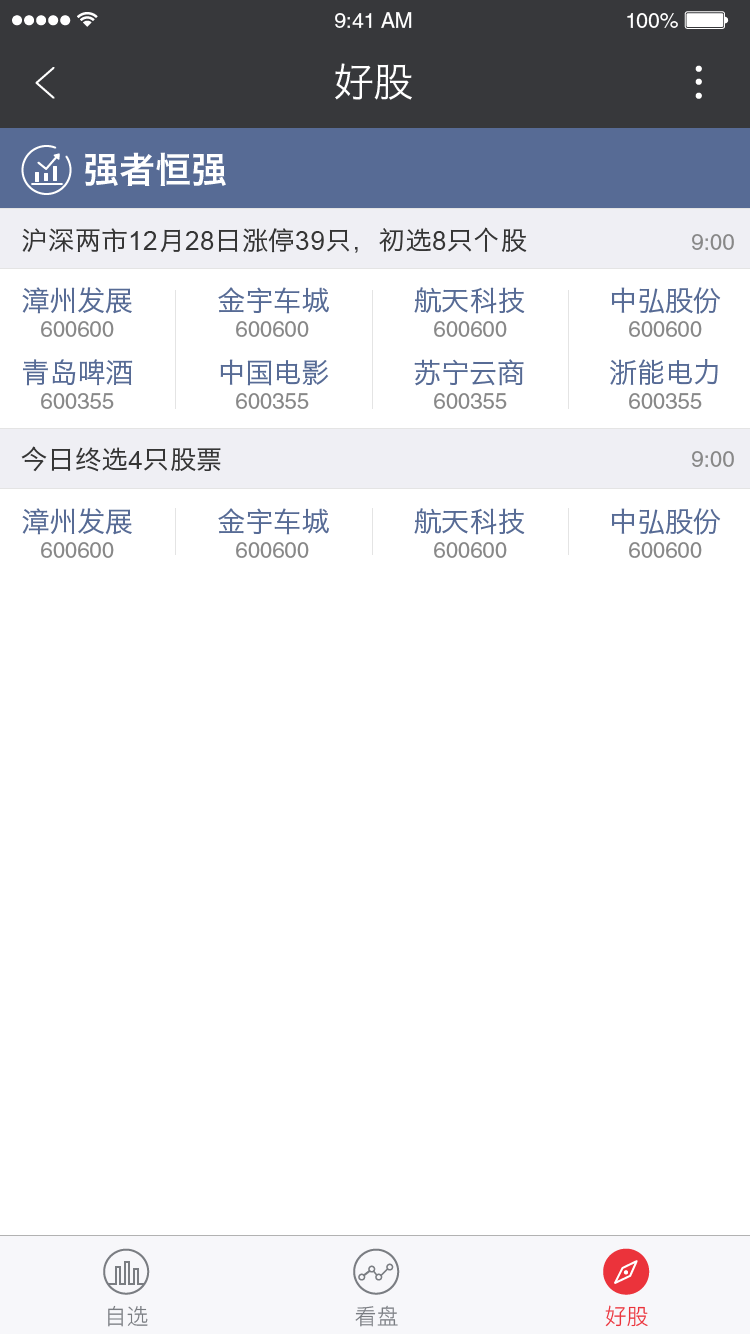 9:41 AM 100%
好股
强者恒强
沪深两市12月28日涨停39只，初选8只个股 9:00
漳州发展 金宇车城 航天科技 中弘股份
600600 600600 600600 600600
青岛啤酒 中国电影 苏宁云商 浙能电力
600355 600355 600355 600355
今日终选4只股票 9:00
漳州发展 金宇车城 航天科技 中弘股份
600600 600600 600600 600600
自选 看盘 好股